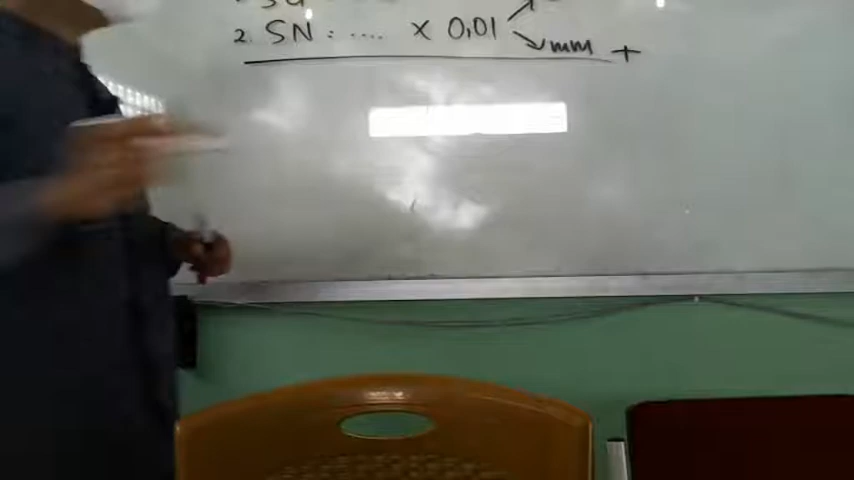 2. SN : .... × 0,01 → mm +